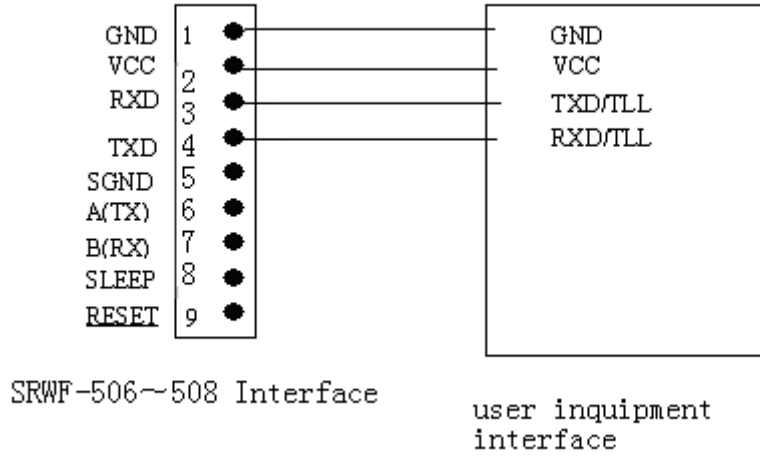 GND 1 GND
VCC 2 VCC
RXD 3 TXD/TLL
TXD 4 RXD/TLL
SGND 5
A(TX) 6
B(RX) 7
SLEEP 8
RESET 9
SRWF-506~508 Interface
user inquipment
interface